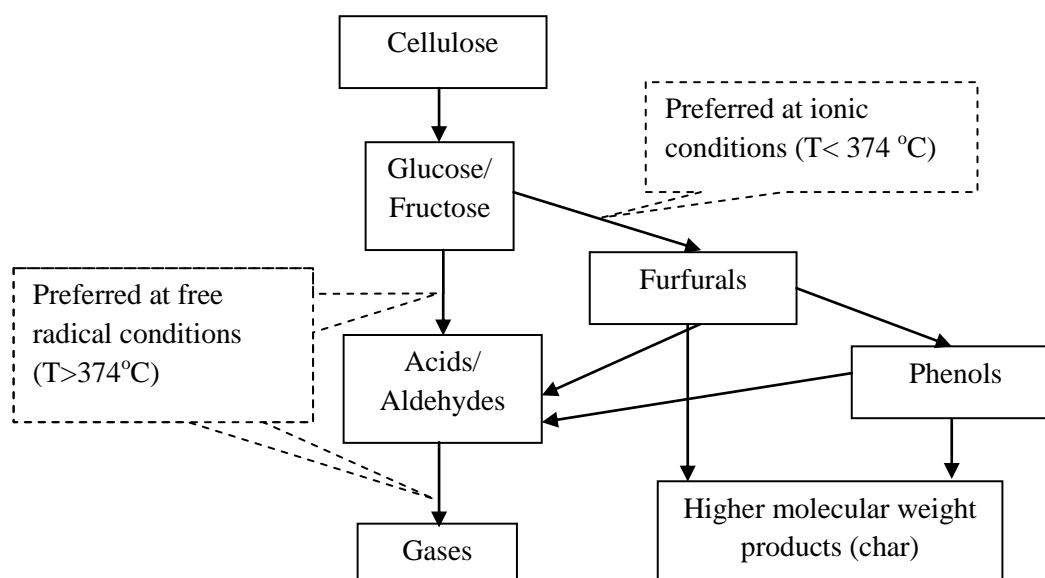 Cellulose
Preferred at ionic
conditions (T< 374 °C)
Glucose/
Fructose
Furfurals
Preferred at free
radical conditions
(T>374°C)
Acids/
Aldehydes
Phenols
Higher molecular weight
products (char)
Gases